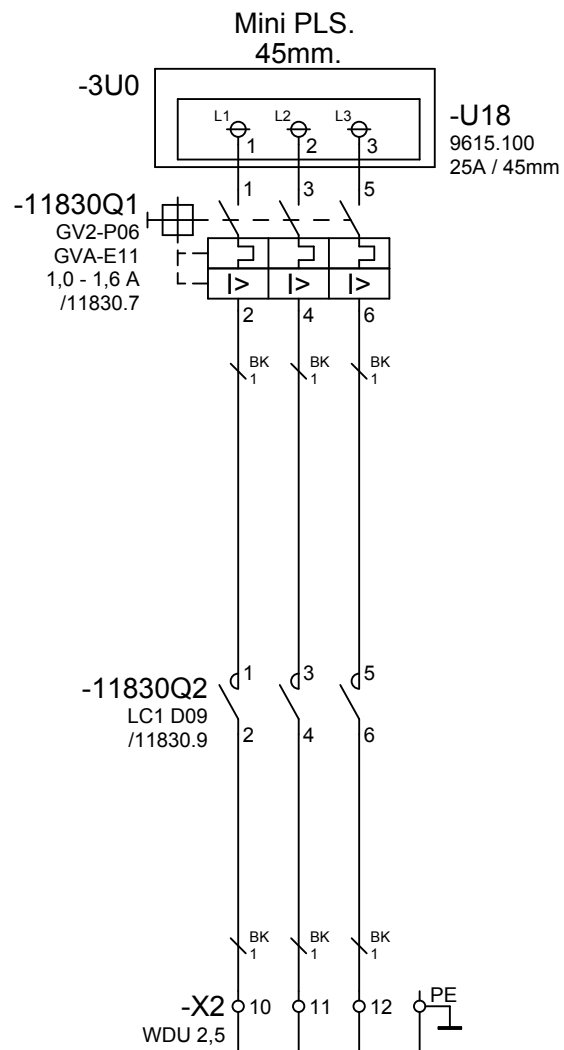 Mini PLS.
45mm.
-3U0
L1 L2 L3
-U18
1 2 3
9615.100
25A / 45mm
1 3 5
-11830Q1
GV2-P06
GVA-E11
1,0 - 1,6 A
I> I> I>
/11830.7
2 4 6
BK BK BK
1 1 1
1 3 5
-11830Q2
LC1 D09
/11830.9
2 4 6
BK BK BK
1 1 1
-X2 10 11 12 PE
WDU 2,5